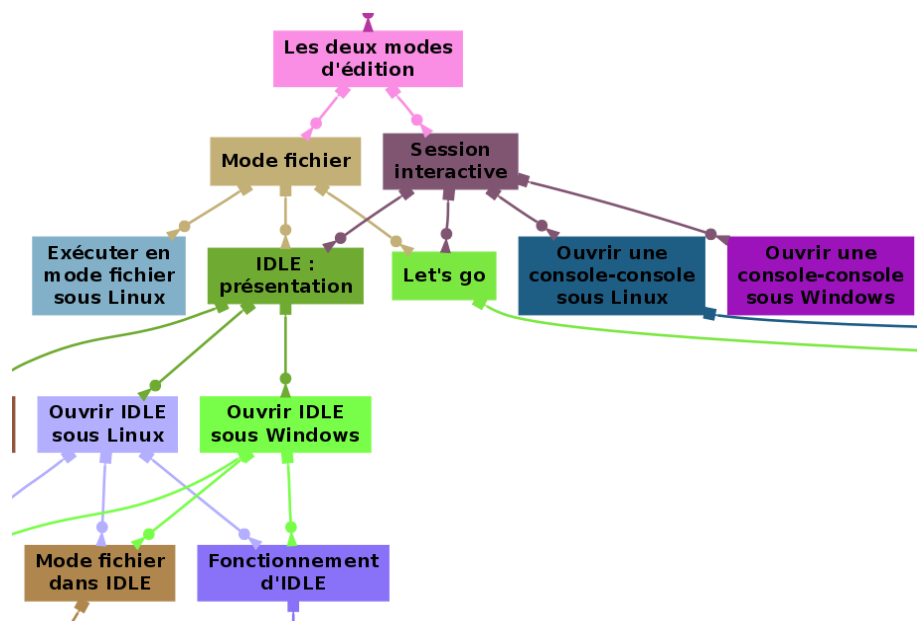 Les deux modes
d'édition
Mode fichier
Session
interactive
Exécuter en
mode fichier
sous Linux
IDLE :
présentation
Let's go
Ouvrir une
console-console
sous Linux
Ouvrir une
console-console
sous Windows
Ouvrir IDLE
sous Linux
Ouvrir IDLE
sous Windows
Mode fichier
dans IDLE
Fonctionnement
d'IDLE